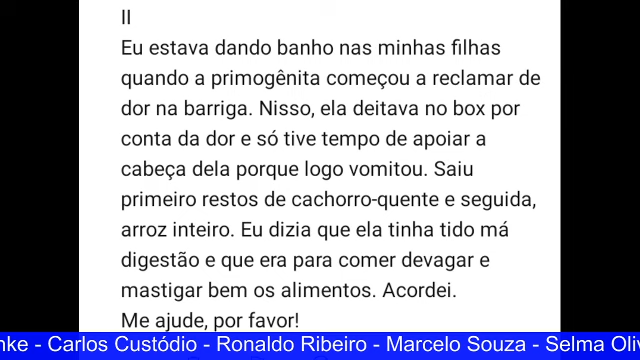 II
Eu estava dando banho nas minhas filhas
quando a primogênita começou a reclamar de
dor na barriga. Nisso, ela deitava no box por
conta da dor e só tive tempo de apoiar a
cabeça dela porque logo vomitou. Saiu
primeiro restos de cachorro-quente e seguida,
arroz inteiro. Eu dizia que ela tinha tido má
digestão e que era para comer devagar e
mastigar bem os alimentos. Acordei.
Me ajude, por favor!
nke - Carlos Custódio - Ronaldo Ribeiro - Marcelo Souza - Selma Oliv